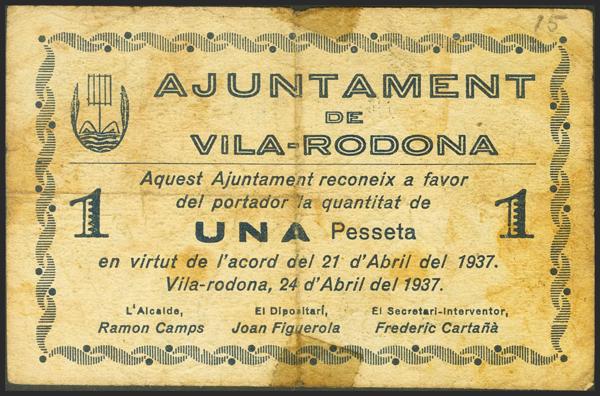 15
AJUNTAMENT
DE
VILA-RODONA
Aquest Ajuntament reconeix a favor
del portador la quantitat de
1 UNA Pesseta 1
en virtut de l'acord del 21 d'Abril del 1937.
Vila-rodona, 24 d'Abril del 1937.
L'Alcalde, El Dipositari, El Secretari-Interventor,
Ramon Camps Joan Figuerola Frederic Cartañà